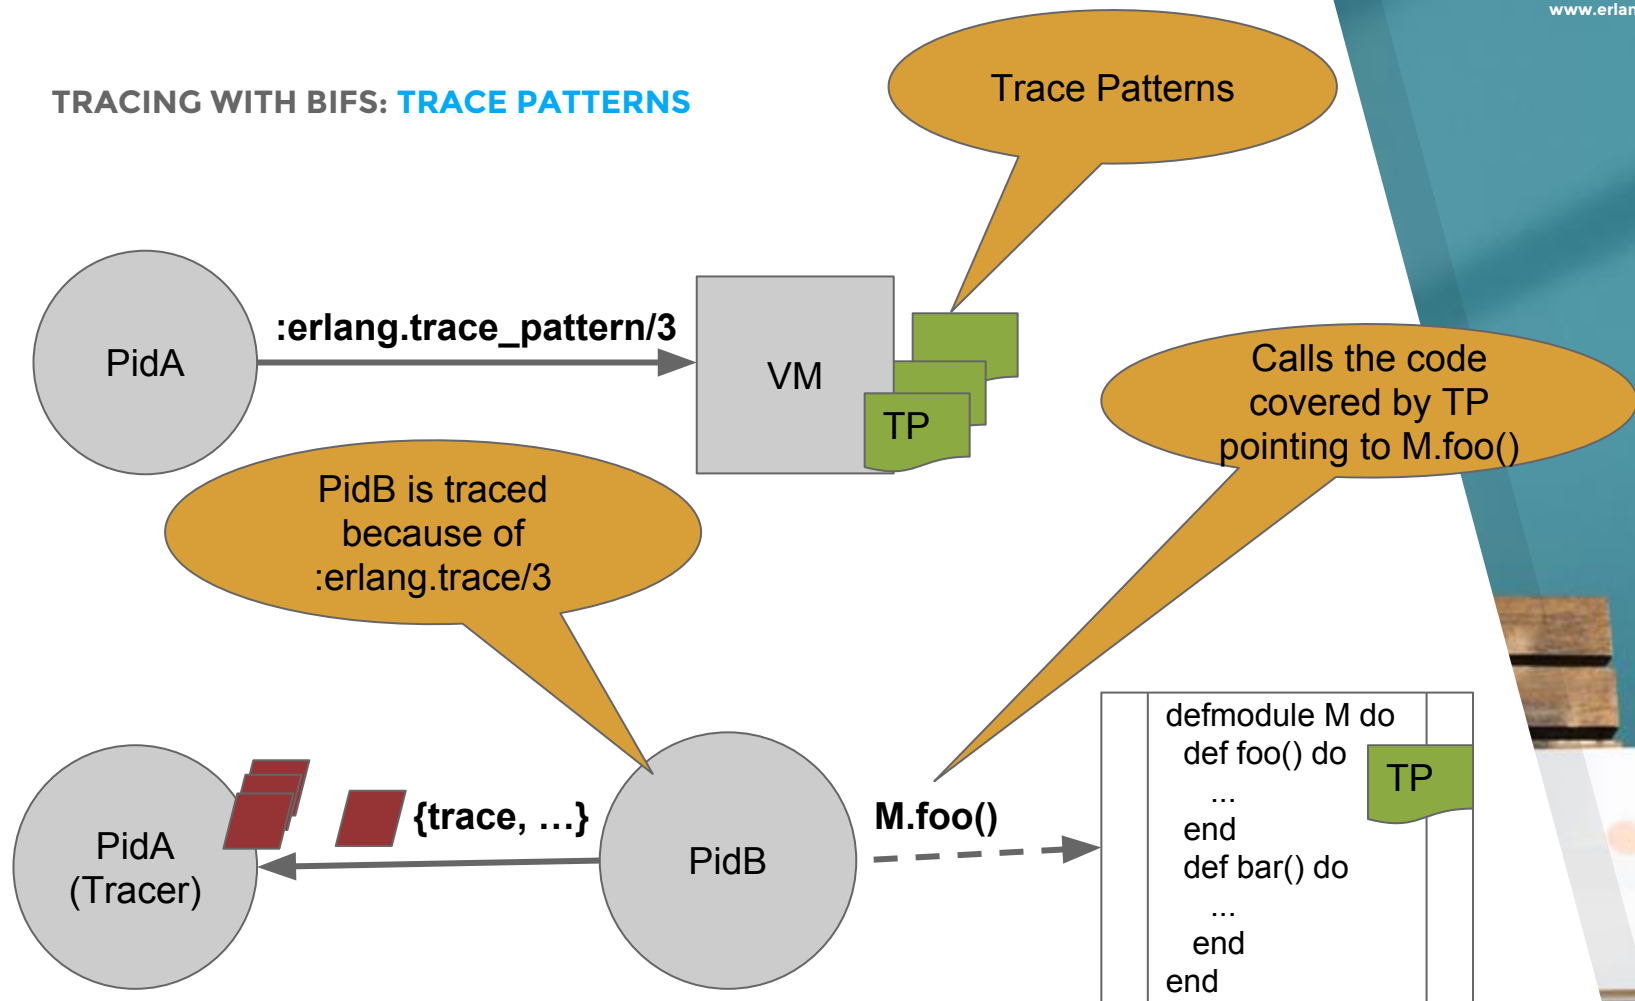 www.erlan
TRACING WITH BIFS: TRACE PATTERNS
Trace Patterns
:erlang.trace_pattern/3
PidA
VM
TP
Calls the code
covered by TP
pointing to M.foo()
PidB is traced
because of
:erlang.trace/3
PidA
(Tracer)
{trace, ...}
PidB
M.foo()
defmodule M do
def foo() do
...
end
def bar() do
...
end
end
TP